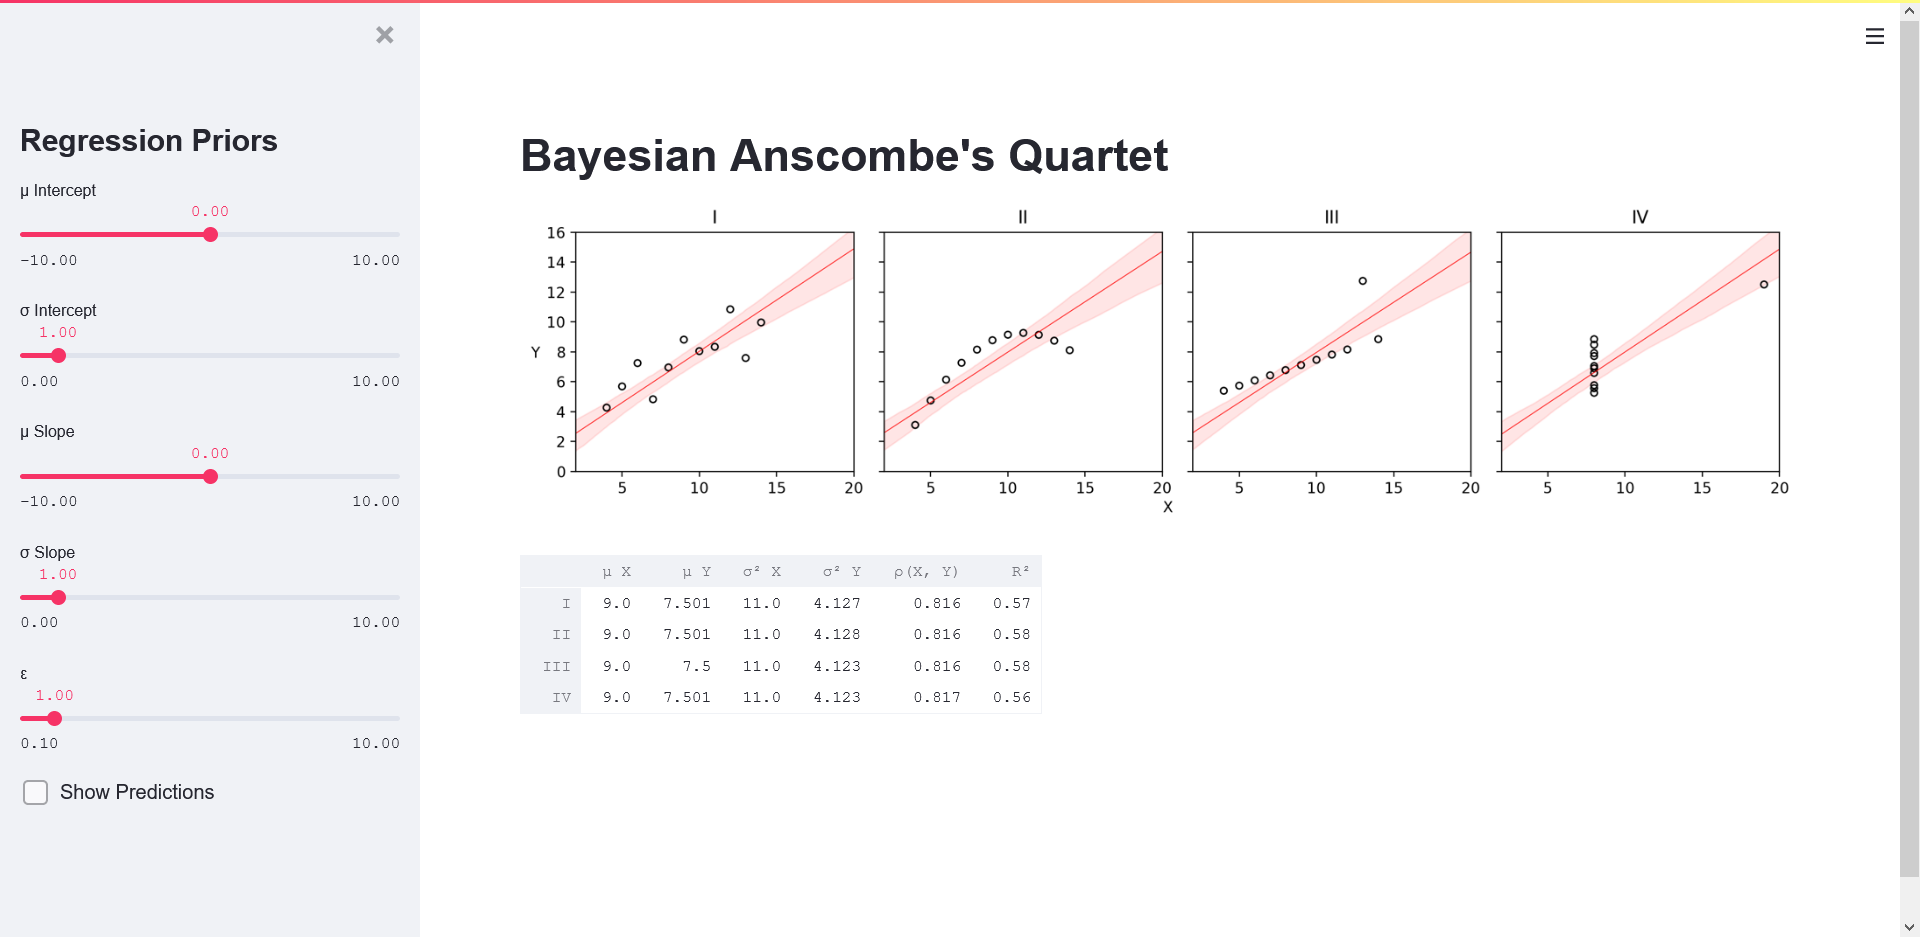 Regression Priors
μ Intercept
0.00
-10.00 10.00
σ Intercept
1.00
0.00 10.00
μ Slope
0.00
-10.00 10.00
σ Slope
1.00
0.00 10.00
ε
1.00
0.10 10.00
Show Predictions
Bayesian Anscombe's Quartet
I II III IV
16
14
12
10
Y 8
6
4
2
0
5 10 15 20 5 10 15 20 5 10 15 20 5 10 15 20
X
μ X μ Y σ² X σ² Y ρ(X, Y) R²
I 9.0 7.501 11.0 4.127 0.816 0.57
II 9.0 7.501 11.0 4.128 0.816 0.58
III 9.0 7.5 11.0 4.123 0.816 0.58
IV 9.0 7.501 11.0 4.123 0.817 0.56